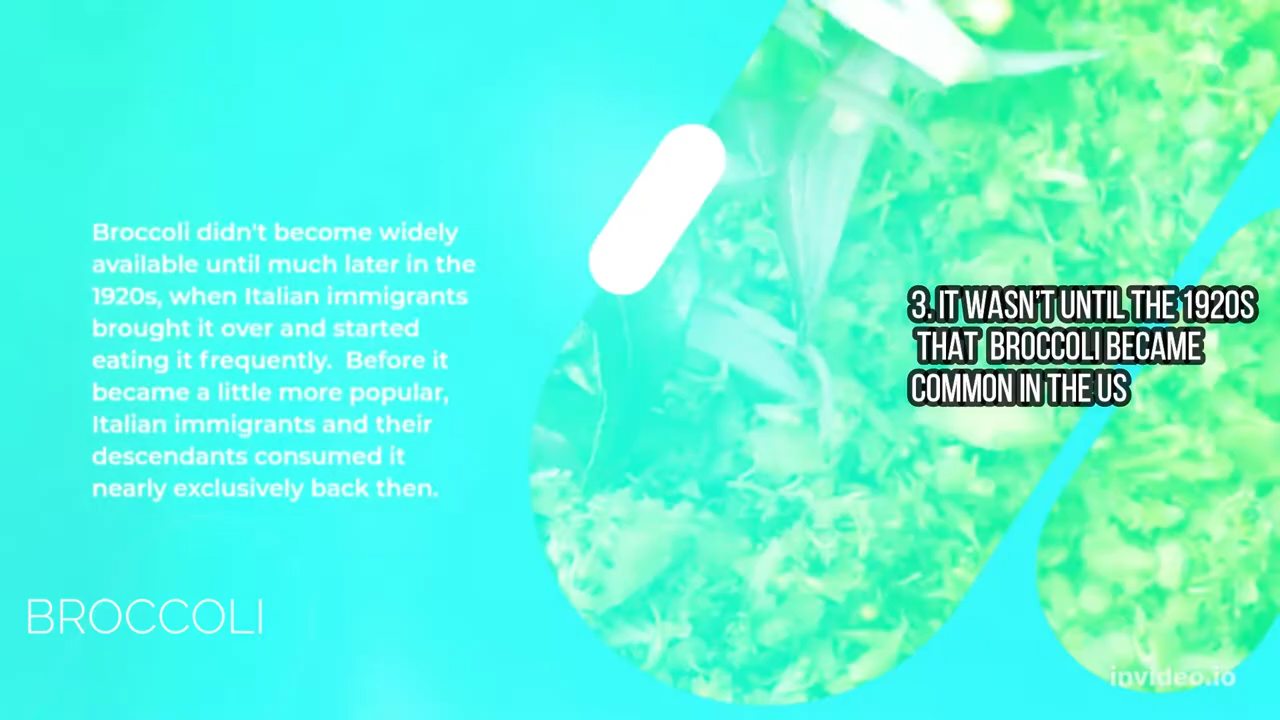 Broccoli didn't become widely
available until much later in the
1920s, when Italian immigrants
brought it over and started
eating it frequently.  Before it
became a little more popular,
Italian immigrants and their
descendants consumed it
nearly exclusively back then.
3. IT WASN'T UNTIL THE 1920S
THAT BROCCOLI BECAME
COMMON IN THE US
BROCCOLI
invideo.io